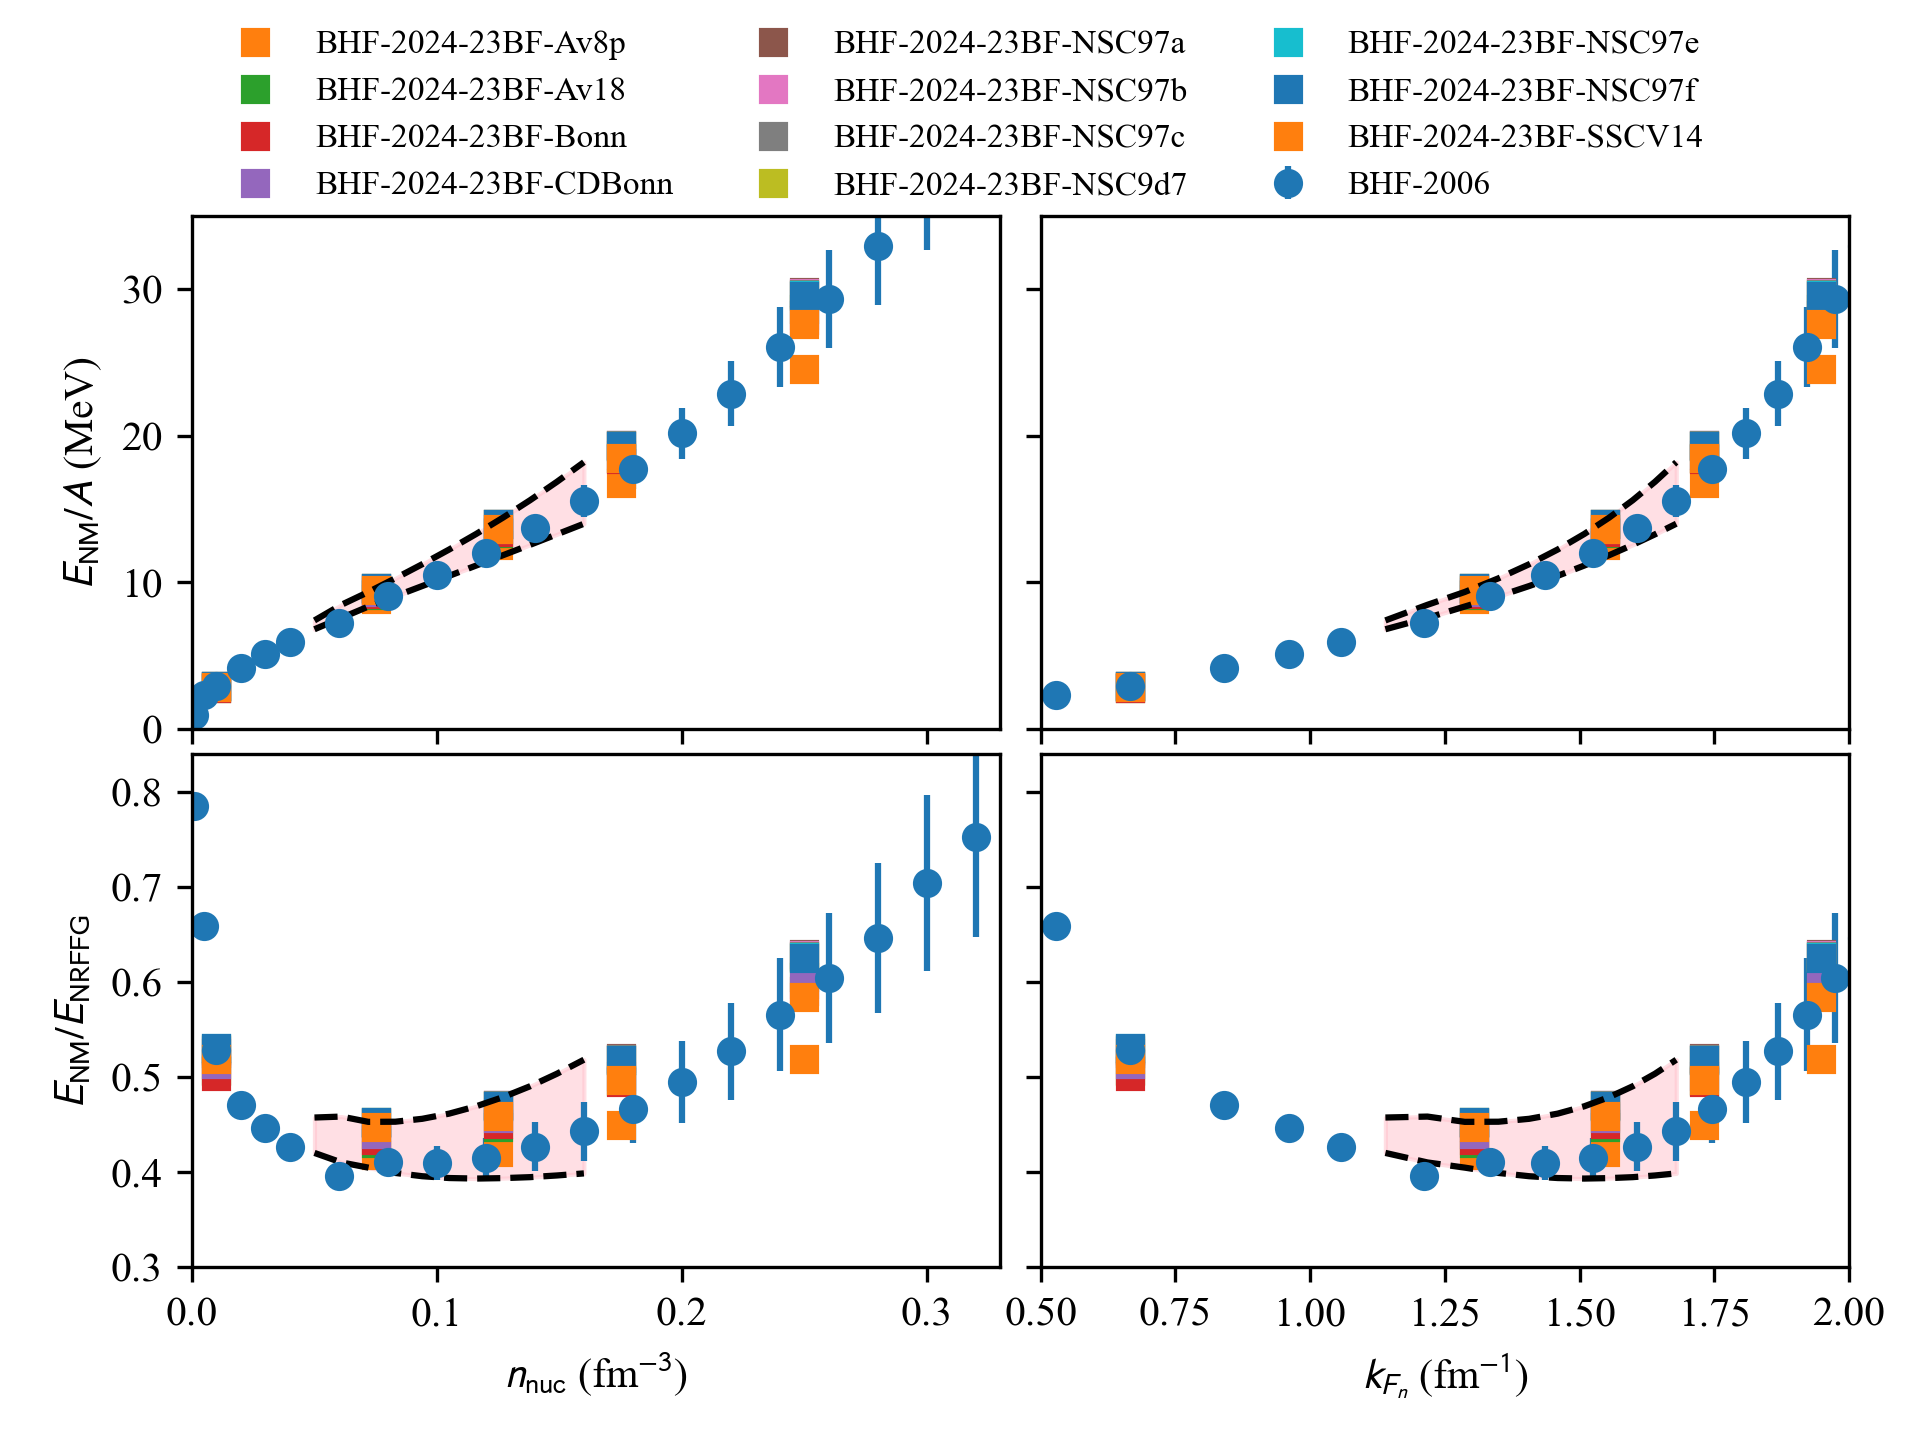 BHF-2024-23BF-Av8p
BHF-2024-23BF-Av18
BHF-2024-23BF-Bonn
BHF-2024-23BF-CDBonn
BHF-2024-23BF-NSC97a
BHF-2024-23BF-NSC97b
BHF-2024-23BF-NSC97c
BHF-2024-23BF-NSC9d7
BHF-2024-23BF-NSC97e
BHF-2024-23BF-NSC97f
BHF-2024-23BF-SSCV14
BHF-2006
E_NM/A (MeV)
30
20
10
0
E_NM/E_NRFFG
0.8
0.7
0.6
0.5
0.4
0.3
0.0 0.1 0.2 0.3
n_nuc (fm⁻³)
0.50 0.75 1.00 1.25 1.50 1.75 2.00
k_{F_n} (fm⁻¹)